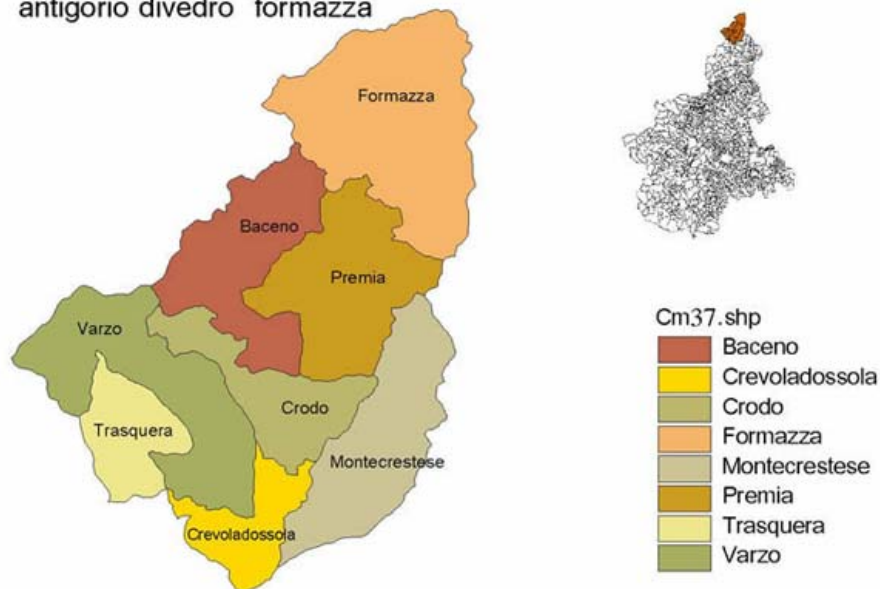 antigorio divedro formazza
Formazza
Baceno
Premia
Varzo
Trasquera
Crodo
Montecrestese
Crevoladossola
Cm37.shp
Baceno
Crevoladossola
Crodo
Formazza
Montecrestese
Premia
Trasquera
Varzo